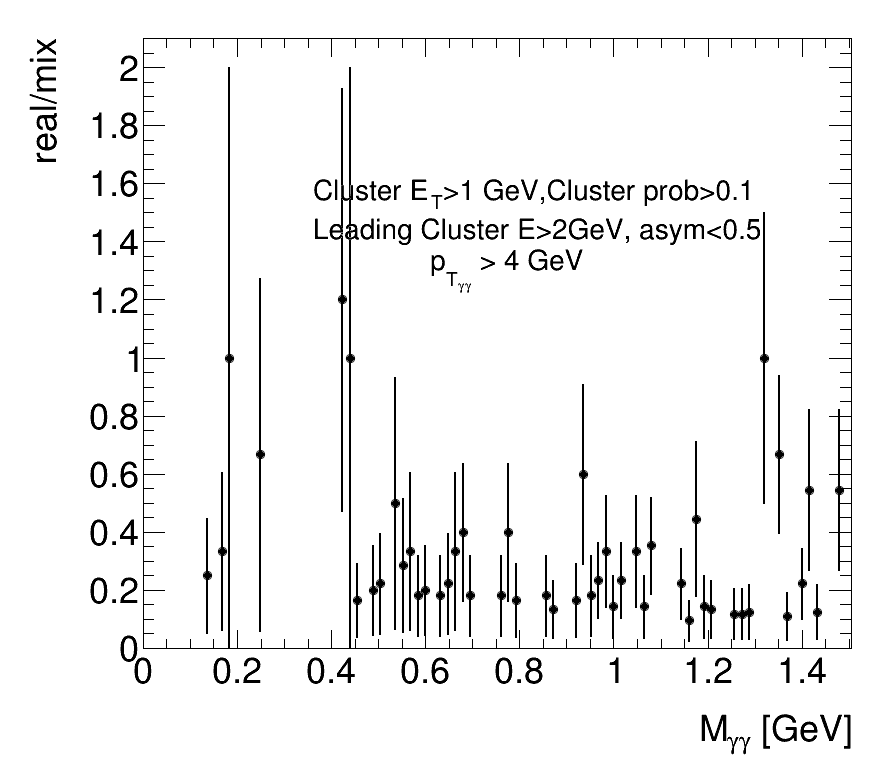 real/mix
2
1.8
1.6
1.4
1.2
1
0.8
0.6
0.4
0.2
0
Cluster E_T>1 GeV,Cluster prob>0.1
Leading Cluster E>2GeV, asym<0.5
p_Tγγ > 4 GeV
0 0.2 0.4 0.6 0.8 1 1.2 1.4
M_γγ [GeV]